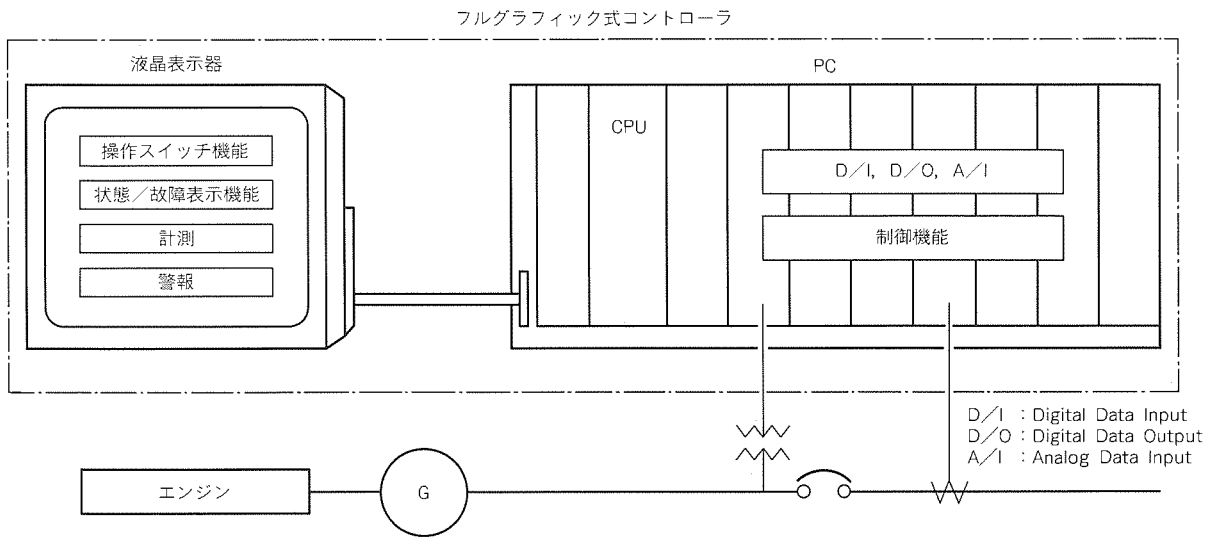 フルグラフィック式コントローラ
液晶表示器
PC
操作スイッチ機能
状態/故障表示機能
計測
警報
CPU
D/I, D/O, A/I
制御機能
D/I : Digital Data Input
D/O : Digital Data Output
A/I : Analog Data Input
エンジン
G